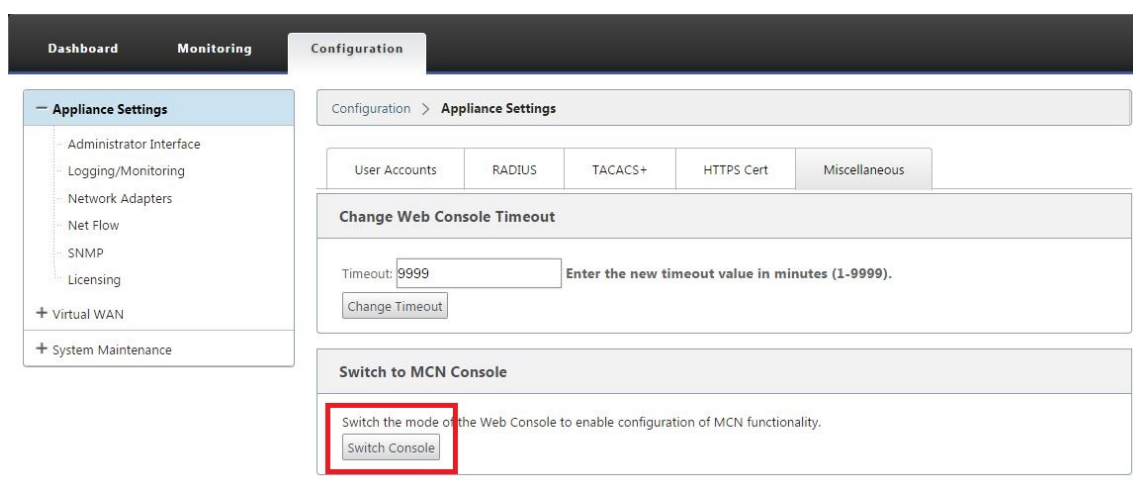 Dashboard Monitoring Configuration
Appliance Settings
Administrator Interface
Logging/Monitoring
Network Adapters
Net Flow
SNMP
Licensing
Virtual WAN
System Maintenance
Configuration > Appliance Settings
User Accounts RADIUS TACACS+ HTTPS Cert Miscellaneous
Change Web Console Timeout
Timeout: 9999 Enter the new timeout value in minutes (1-9999).
Change Timeout
Switch to MCN Console
Switch the mode of the Web Console to enable configuration of MCN functionality.
Switch Console